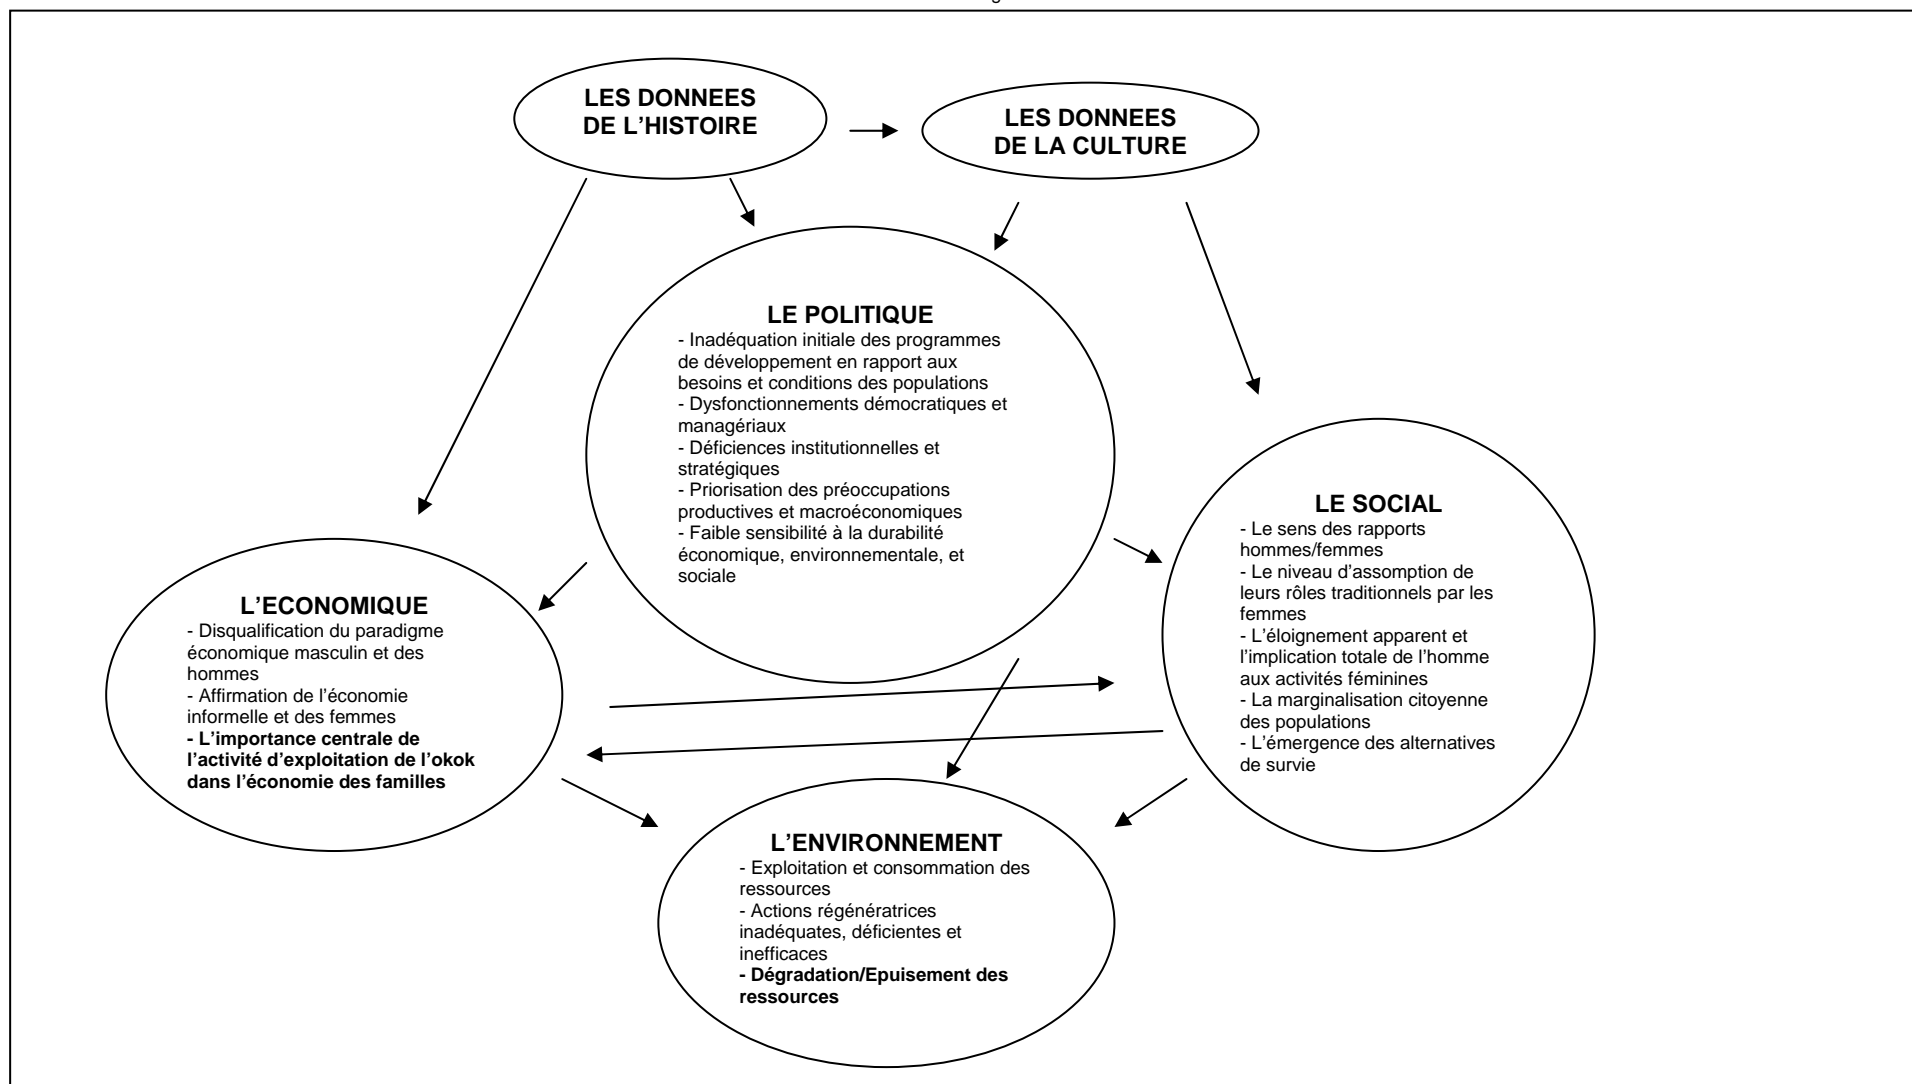 LES DONNEES
DE L'HISTOIRE
LES DONNEES
DE LA CULTURE
LE POLITIQUE
- Inadéquation initiale des programmes
de développement en rapport aux
besoins et conditions des populations
- Dysfonctionnements démocratiques et
managériaux
- Déficiences institutionnelles et
stratégiques
- Priorisation des préoccupations
productives et macroéconomiques
- Faible sensibilité à la durabilité
économique, environnementale, et
sociale
LE SOCIAL
- Le sens des rapports
hommes/femmes
- Le niveau d'assomption de
leurs rôles traditionnels par les
femmes
- L'éloignement apparent et
l'implication totale de l'homme
aux activités féminines
- La marginalisation citoyenne
des populations
- L'émergence des alternatives
de survie
L'ECONOMIQUE
- Disqualification du paradigme
économique masculin et des
hommes
- Affirmation de l'économie
informelle et des femmes
- L'importance centrale de
l'activité d'exploitation de l'okok
dans l'économie des familles
L'ENVIRONNEMENT
- Exploitation et consommation des
ressources
- Actions régénératrices
inadéquates, déficientes et
inefficaces
- Dégradation/Epuisement des
ressources